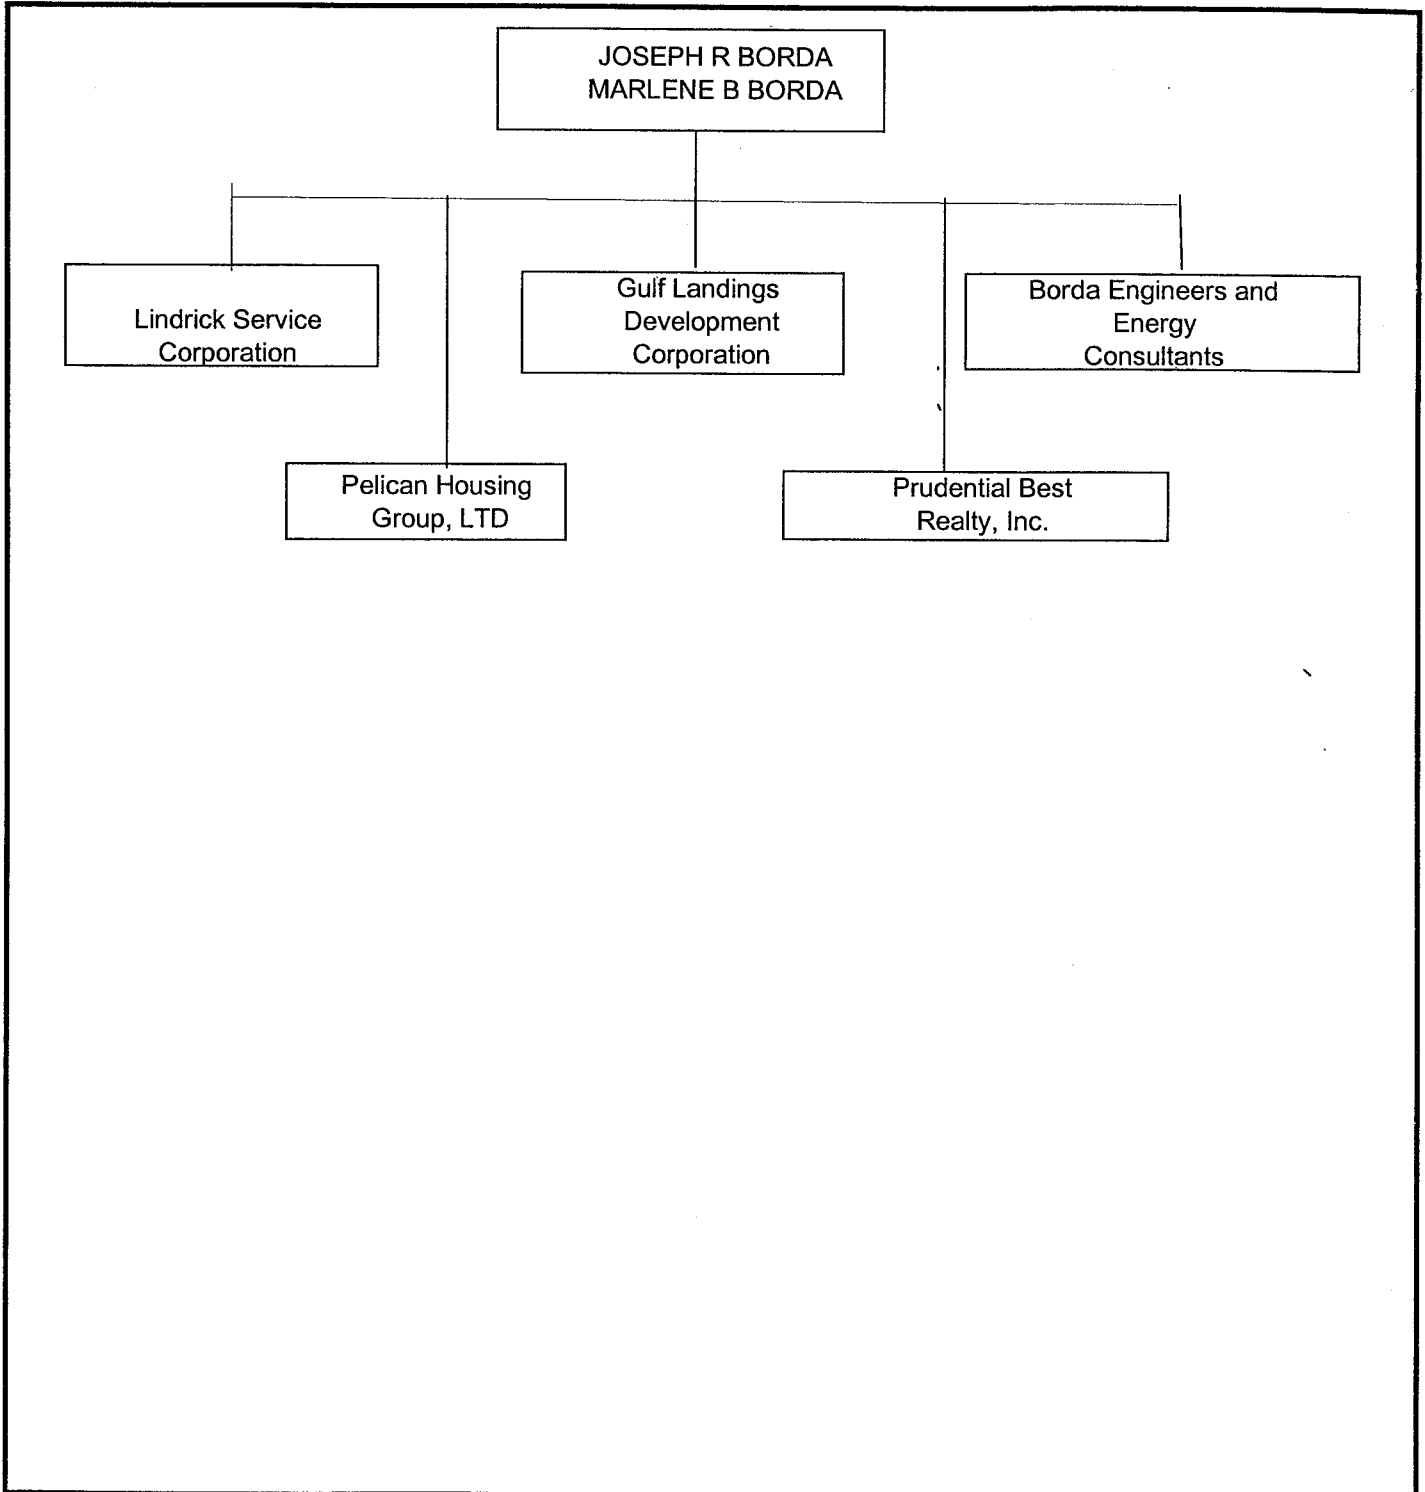 JOSEPH R BORDA
MARLENE B BORDA
Lindrick Service
Corporation
Gulf Landings
Development
Corporation
Borda Engineers and
Energy
Consultants
Pelican Housing
Group, LTD
Prudential Best
Realty, Inc.